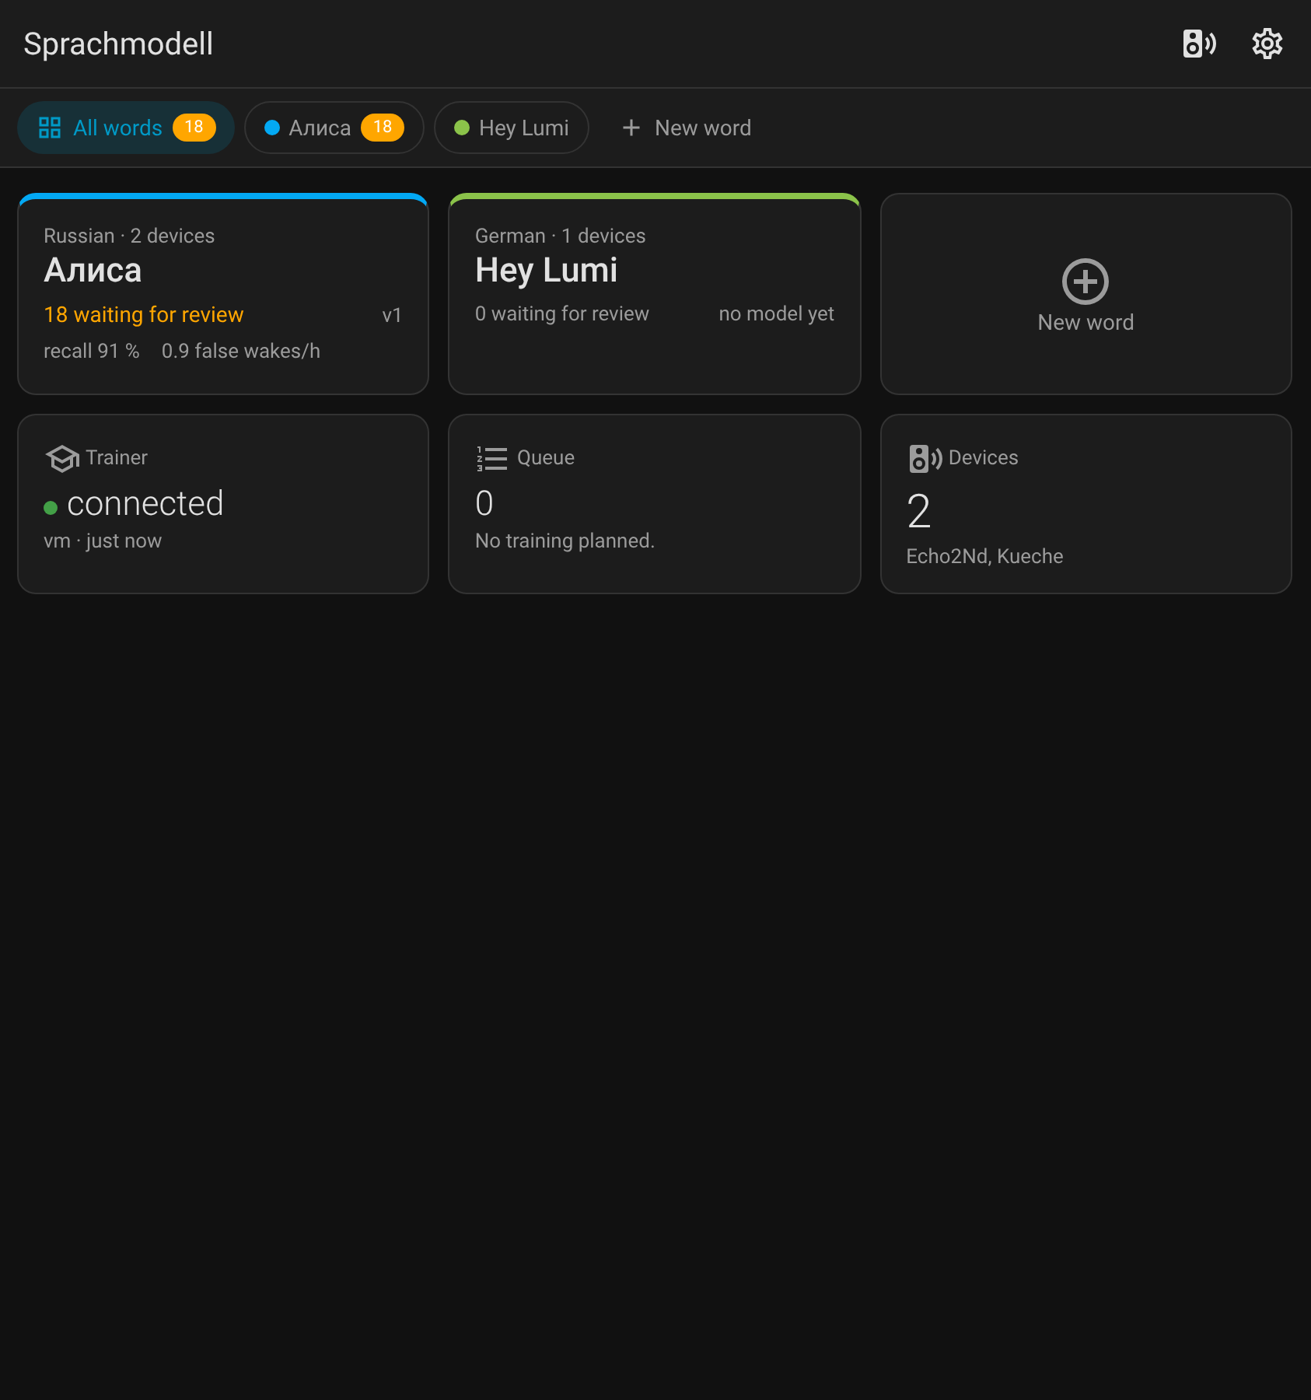 Sprachmodell
All words 18
Алиса 18
Hey Lumi
New word
Russian · 2 devices
Алиса
18 waiting for review
v1
recall 91 %
0.9 false wakes/h
German · 1 devices
Hey Lumi
0 waiting for review
no model yet
New word
Trainer
connected
vm · just now
Queue
0
No training planned.
Devices
2
Echo2Nd, Kueche